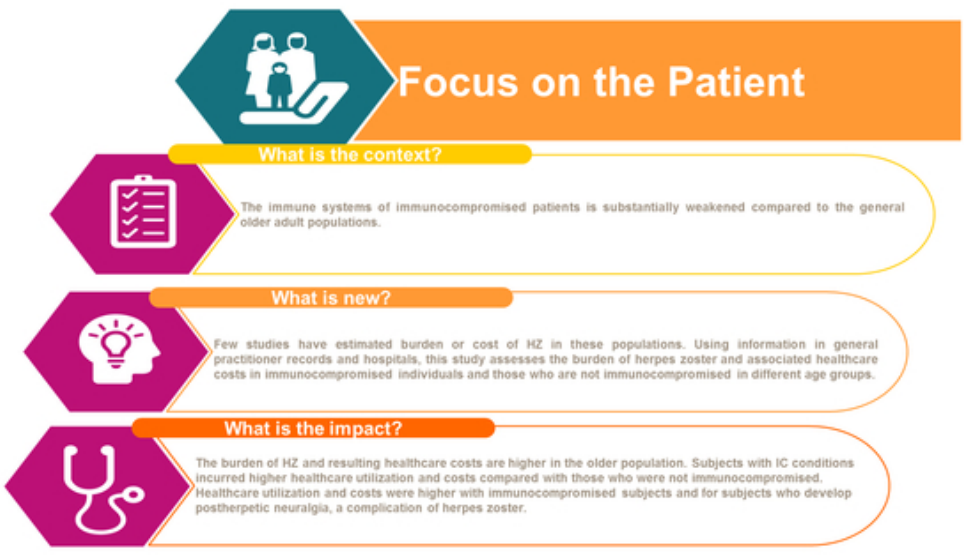 Focus on the Patient
What is the context?
The immune systems of immunocompromised patients is substantially weakened compared to the general
older adult populations.
What is new?
Few studies have estimated burden or cost of HZ in these populations. Using information in general
practitioner records and hospitals, this study assesses the burden of herpes zoster and associated healthcare
costs in immunocompromised individuals and those who are not immunocompromised in different age groups.
What is the impact?
The burden of HZ and resulting healthcare costs are higher in the older population. Subjects with IC conditions
incurred higher healthcare utilization and costs compared with those who were not immunocompromised.
Healthcare utilization and costs were higher with immunocompromised subjects and for subjects who develop
postherpetic neuralgia, a complication of herpes zoster.